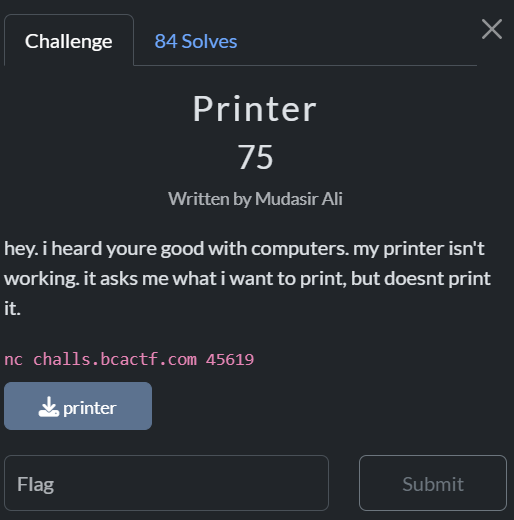 Challenge
84 Solves
Printer
75
Written by Mudasir Ali
hey. i heard youre good with computers. my printer isn't
working. it asks me what i want to print, but doesnt print
it.
nc challs.bcactf.com 45619
printer
Flag
Submit